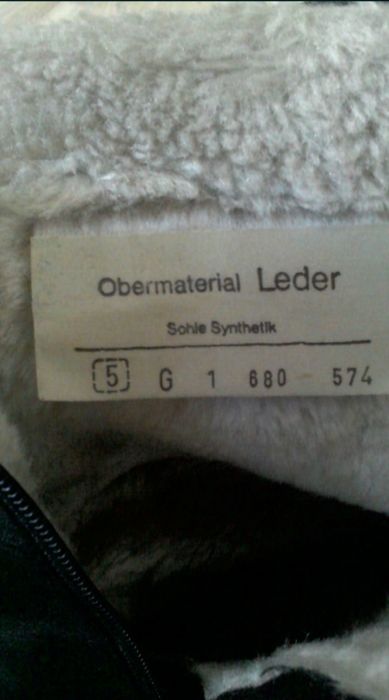 Obermaterial Leder
Sohle Synthetik
5 G 1 680 574